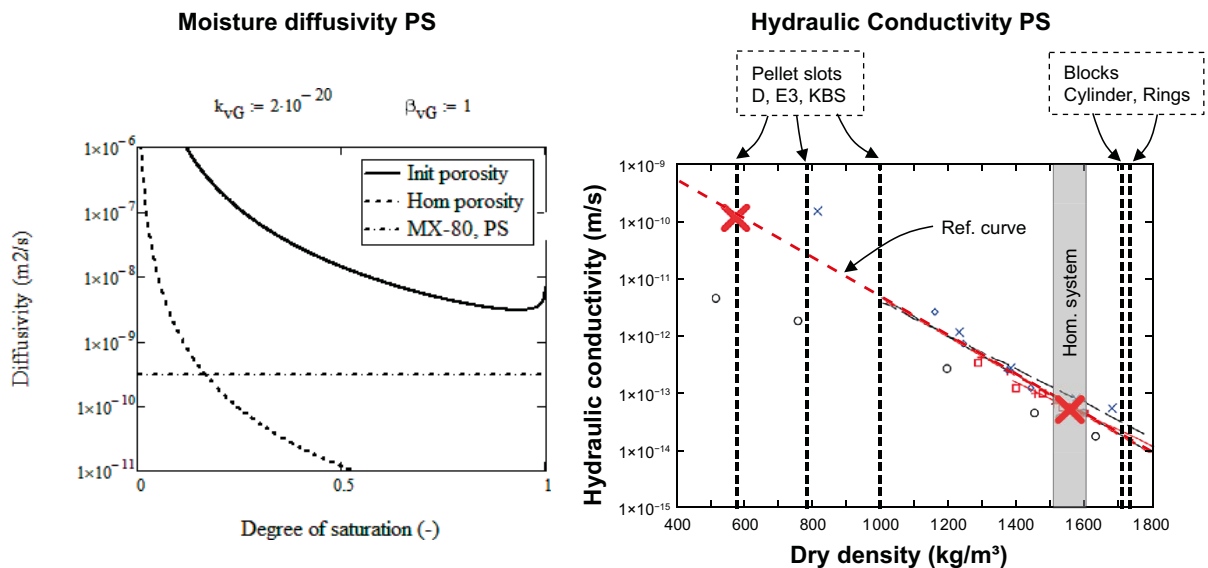 Moisture diffusivity PS
k_vG := 2·10^−20 β_vG := 1
1×10^−6
1×10^−7
1×10^−8
1×10^−9
1×10^−10
1×10^−11
Diffusivity (m2/s)
Init porosity
Hom porosity
MX-80, PS
0 0.5 1
Degree of saturation (-)
Hydraulic Conductivity PS
Pellet slots
D, E3, KBS
Blocks
Cylinder, Rings
1×10^−9
1×10^−10
1×10^−11
1×10^−12
1×10^−13
1×10^−14
1×10^−15
Hydraulic conductivity (m/s)
Ref. curve
Hom. system
400 600 800 1000 1200 1400 1600 1800
Dry density (kg/m³)